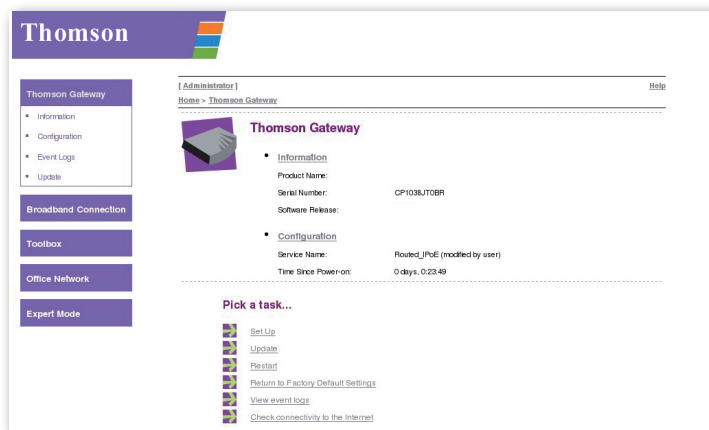 Thomson
Thomson Gateway
Information
Configuration
Event Logs
Update
Broadband Connection
Toolbox
Office Network
Expert Mode
[ Administrator ]
Help
Home > Thomson Gateway
Thomson Gateway
Information
Product Name:
Serial Number: CP1038JT0BR
Software Release:
Configuration
Service Name: Routed_IPoE (modified by user)
Time Since Power-on: 0 days, 0:23:49
Pick a task...
Set Up
Update
Restart
Return to Factory Default Settings
View event logs
Check connectivity to the Internet